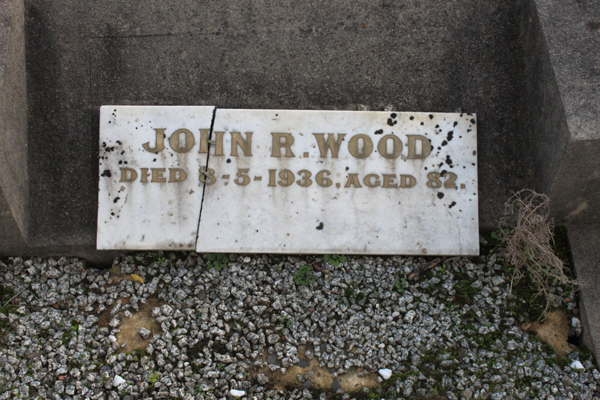 JOHN R. WOOD
DIED 8-5-1936, AGED 82.